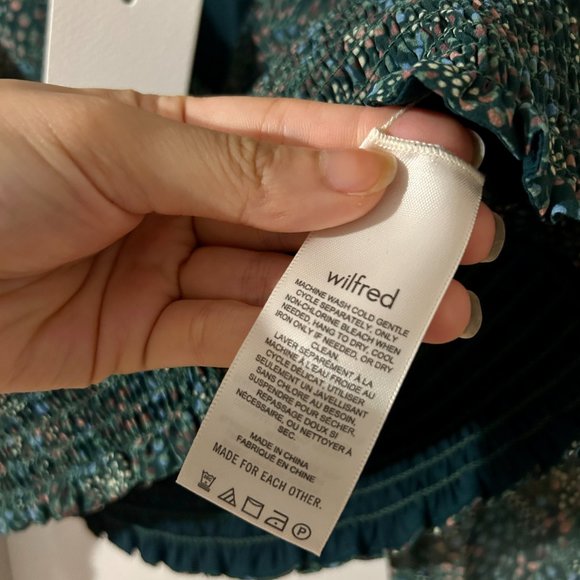 wilfred
MACHINE WASH COLD GENTLE
CYCLE SEPARATELY. ONLY
NON-CHLORINE BLEACH WHEN
NEEDED, HANG TO DRY, COOL
IRON ONLY IF NEEDED, OR DRY
CLEAN.
LAVER SÉPARÉMENT À LA
MACHINE À L'EAU FROIDE AU
CYCLE DÉLICAT. UTILISER
SEULEMENT UN JAVELLISANT
SANS CHLORE AU BESOIN.
SUSPENDRE POUR SÉCHER,
REPASSAGE DOUX SI
NÉCESSAIRE, OU NETTOYER À
SEC.
MADE IN CHINA
FABRIQUÉ EN CHINE
MADE FOR EACH OTHER.
P